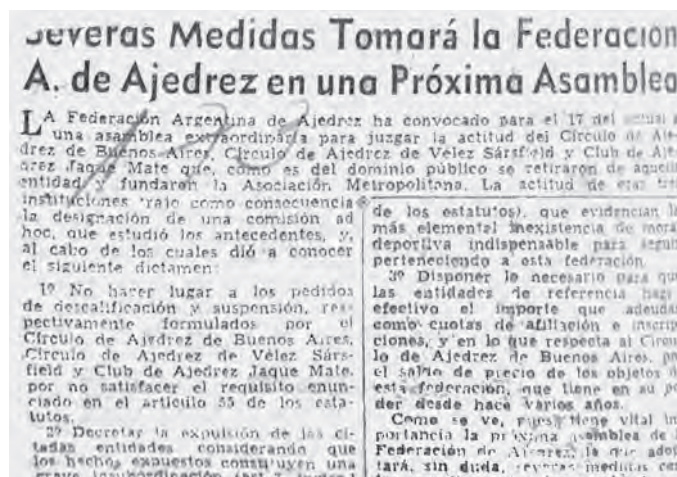 Severas Medidas Tomará la Federación
A. de Ajedrez en una Próxima Asamblea
LA Federación Argentina de Ajedrez ha convocado para el 17 del actual a
una asamblea extraordinaria para juzgar la actitud del Círculo de Aje-
drez de Buenos Aires, Círculo de Ajedrez de Vélez Sársfield y Club de Aje-
drez Jaque Mate que, como es del dominio público se retiraron de aquella
entidad y fundaron la Asociación Metropolitana. La actitud de esas tres
instituciones trajo como consecuencia
la designación de una comisión ad
hoc, que estudió los antecedentes, y,
al cabo de los cuales dió a conocer
el siguiente dictamen:
1º No hacer lugar a los pedidos
de descalificación y suspensión, res-
pectivamente formulados por el
Círculo de Ajedrez de Buenos Aires,
Círculo de Ajedrez de Vélez Sárs-
field y Club de Ajedrez Jaque Mate,
por no satisfacer el requisito enun-
ciado en el artículo 55 de los esta-
tutos.
2º Decretar la expulsión de las ci-
tadas entidades considerando que
los hechos expuestos constituyen una
grave insubordinación
de los estatutos), que evidencian la
más elemental inexistencia de moral
deportiva indispensable para seguir
perteneciendo a esta federación.
3º Disponer lo necesario para que
las entidades de referencia hagan
efectivo el importe que adeudan
como cuotas de afiliación e inscrip-
ciones, y en lo que respecta al Círcu-
lo de Ajedrez de Buenos Aires, por
el saldo de precio de los objetos de
esta federación, que tiene en su po-
der desde hace varios años.
Como se ve, pues, tiene vital im-
portancia la próxima asamblea de la
Federación de Ajedrez, la que adop-
tará, sin duda, severas medidas